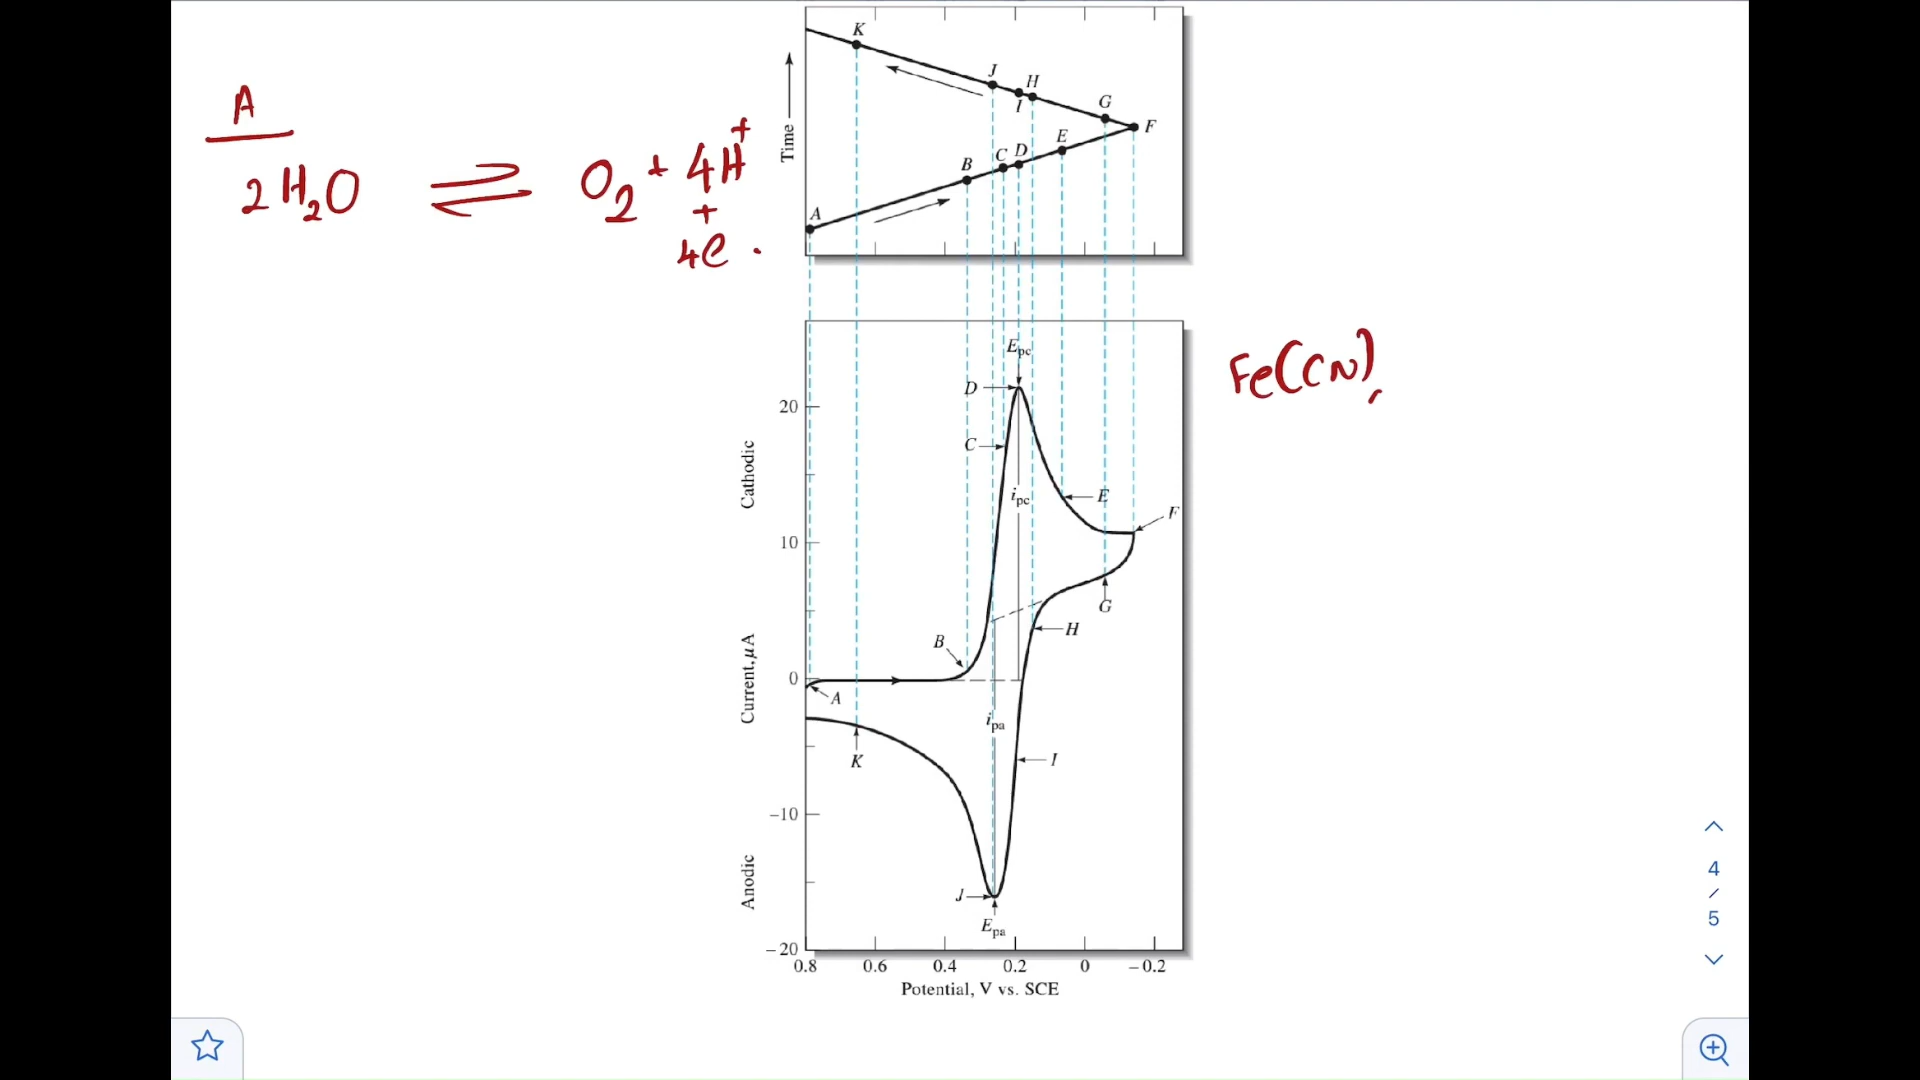 K
J
H
I
G
F
E
C D
B
A
Time
A
2H₂O ⇌ O₂ + 4H⁺
+
4e .
Epc
D
20
C
Cathodic
ipc
E
F
10
G
H
B
0
A
Current, μA
ipa
K
I
–10
Anodic
J
Epa
–20
0.8 0.6 0.4 0.2 0 –0.2
Potential, V vs. SCE
Fe(CN)
4
/
5